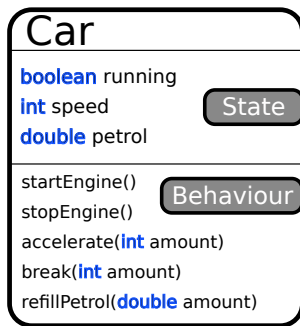 Car
boolean running
int speed
double petrol
State
startEngine()
stopEngine()
Behaviour
accelerate(int amount)
break(int amount)
refillPetrol(double amount)